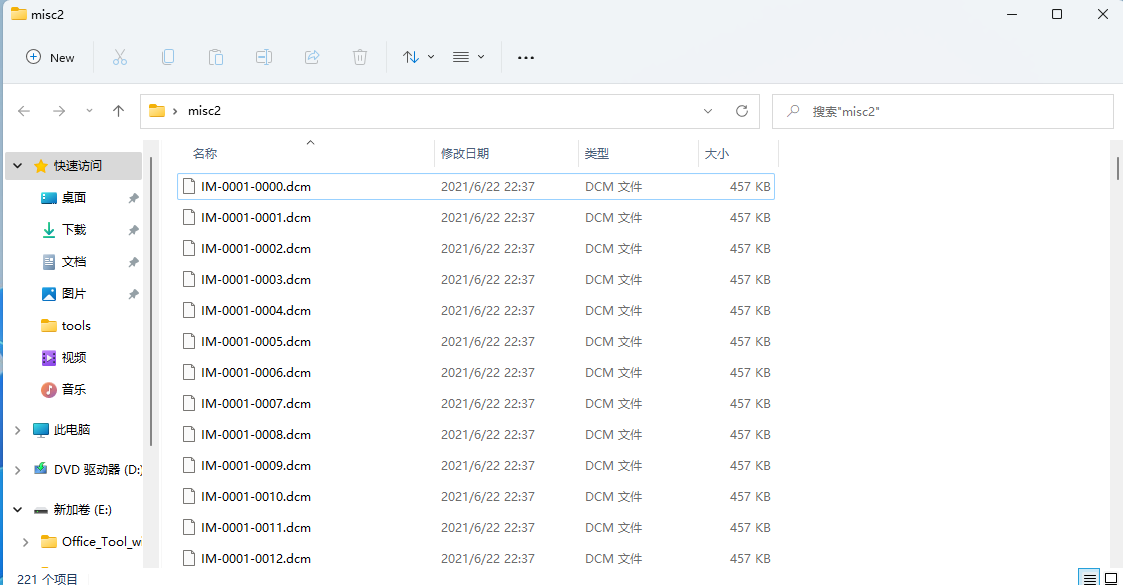 misc2
New
misc2
搜索"misc2"
名称 修改日期 类型 大小
快速访问
桌面
下载
文档
图片
tools
视频
音乐
此电脑
DVD 驱动器 (D:)
新加卷 (E:)
Office_Tool_w
IM-0001-0000.dcm 2021/6/22 22:37 DCM 文件 457 KB
IM-0001-0001.dcm 2021/6/22 22:37 DCM 文件 457 KB
IM-0001-0002.dcm 2021/6/22 22:37 DCM 文件 457 KB
IM-0001-0003.dcm 2021/6/22 22:37 DCM 文件 457 KB
IM-0001-0004.dcm 2021/6/22 22:37 DCM 文件 457 KB
IM-0001-0005.dcm 2021/6/22 22:37 DCM 文件 457 KB
IM-0001-0006.dcm 2021/6/22 22:37 DCM 文件 457 KB
IM-0001-0007.dcm 2021/6/22 22:37 DCM 文件 457 KB
IM-0001-0008.dcm 2021/6/22 22:37 DCM 文件 457 KB
IM-0001-0009.dcm 2021/6/22 22:37 DCM 文件 457 KB
IM-0001-0010.dcm 2021/6/22 22:37 DCM 文件 457 KB
IM-0001-0011.dcm 2021/6/22 22:37 DCM 文件 457 KB
IM-0001-0012.dcm 2021/6/22 22:37 DCM 文件 457 KB
221 个项目